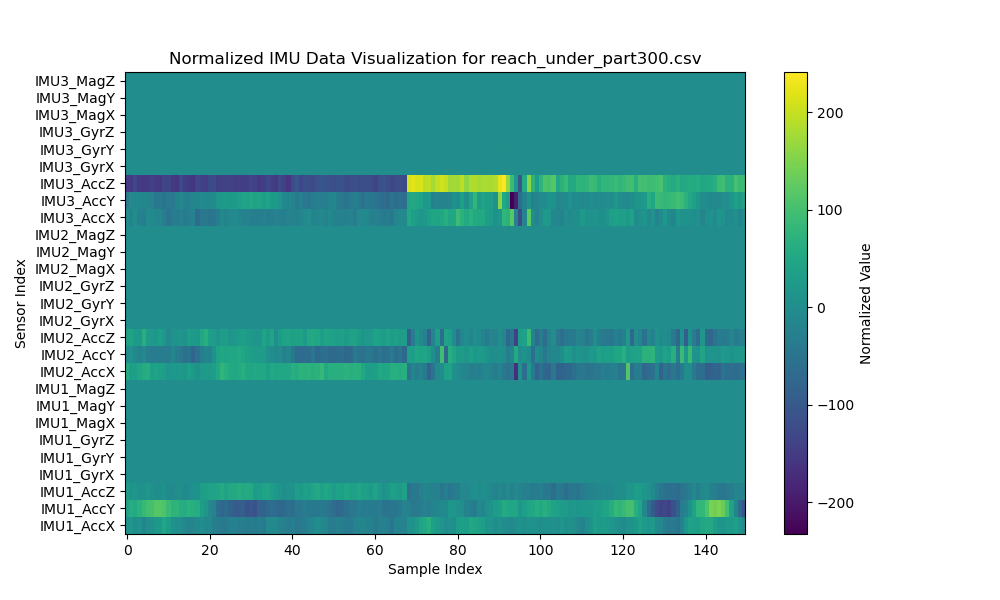 Normalized IMU Data Visualization for reach_under_part300.csv
IMU3_MagZ
IMU3_MagY
IMU3_MagX
IMU3_GyrZ
IMU3_GyrY
IMU3_GyrX
IMU3_AccZ
IMU3_AccY
IMU3_AccX
IMU2_MagZ
IMU2_MagY
IMU2_MagX
IMU2_GyrZ
IMU2_GyrY
IMU2_GyrX
IMU2_AccZ
IMU2_AccY
IMU2_AccX
IMU1_MagZ
IMU1_MagY
IMU1_MagX
IMU1_GyrZ
IMU1_GyrY
IMU1_GyrX
IMU1_AccZ
IMU1_AccY
IMU1_AccX
Sensor Index
0 20 40 60 80 100 120 140
Sample Index
200
100
0
−100
−200
Normalized Value